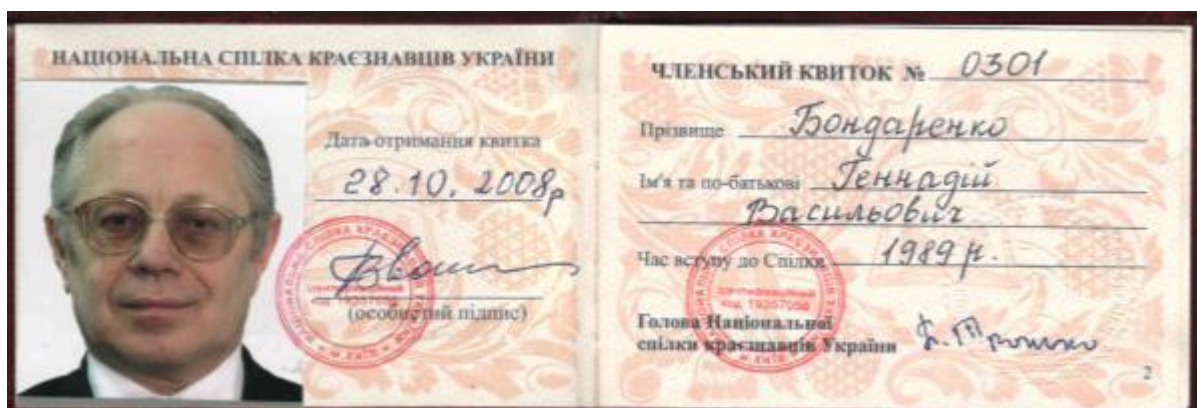 НАЦІОНАЛЬНА СПІЛКА КРАЄЗНАВЦІВ УКРАЇНИ
Дата отримання квитка
28.10.2008р
(особистий підпис)
ЧЛЕНСЬКИЙ КВИТОК № 0301
Прізвище Бондаренко
Ім'я та по-батькові Геннадій
Васильович
Час вступу до Спілки 1989 р.
Голова Національної
спілки краєзнавців України
2